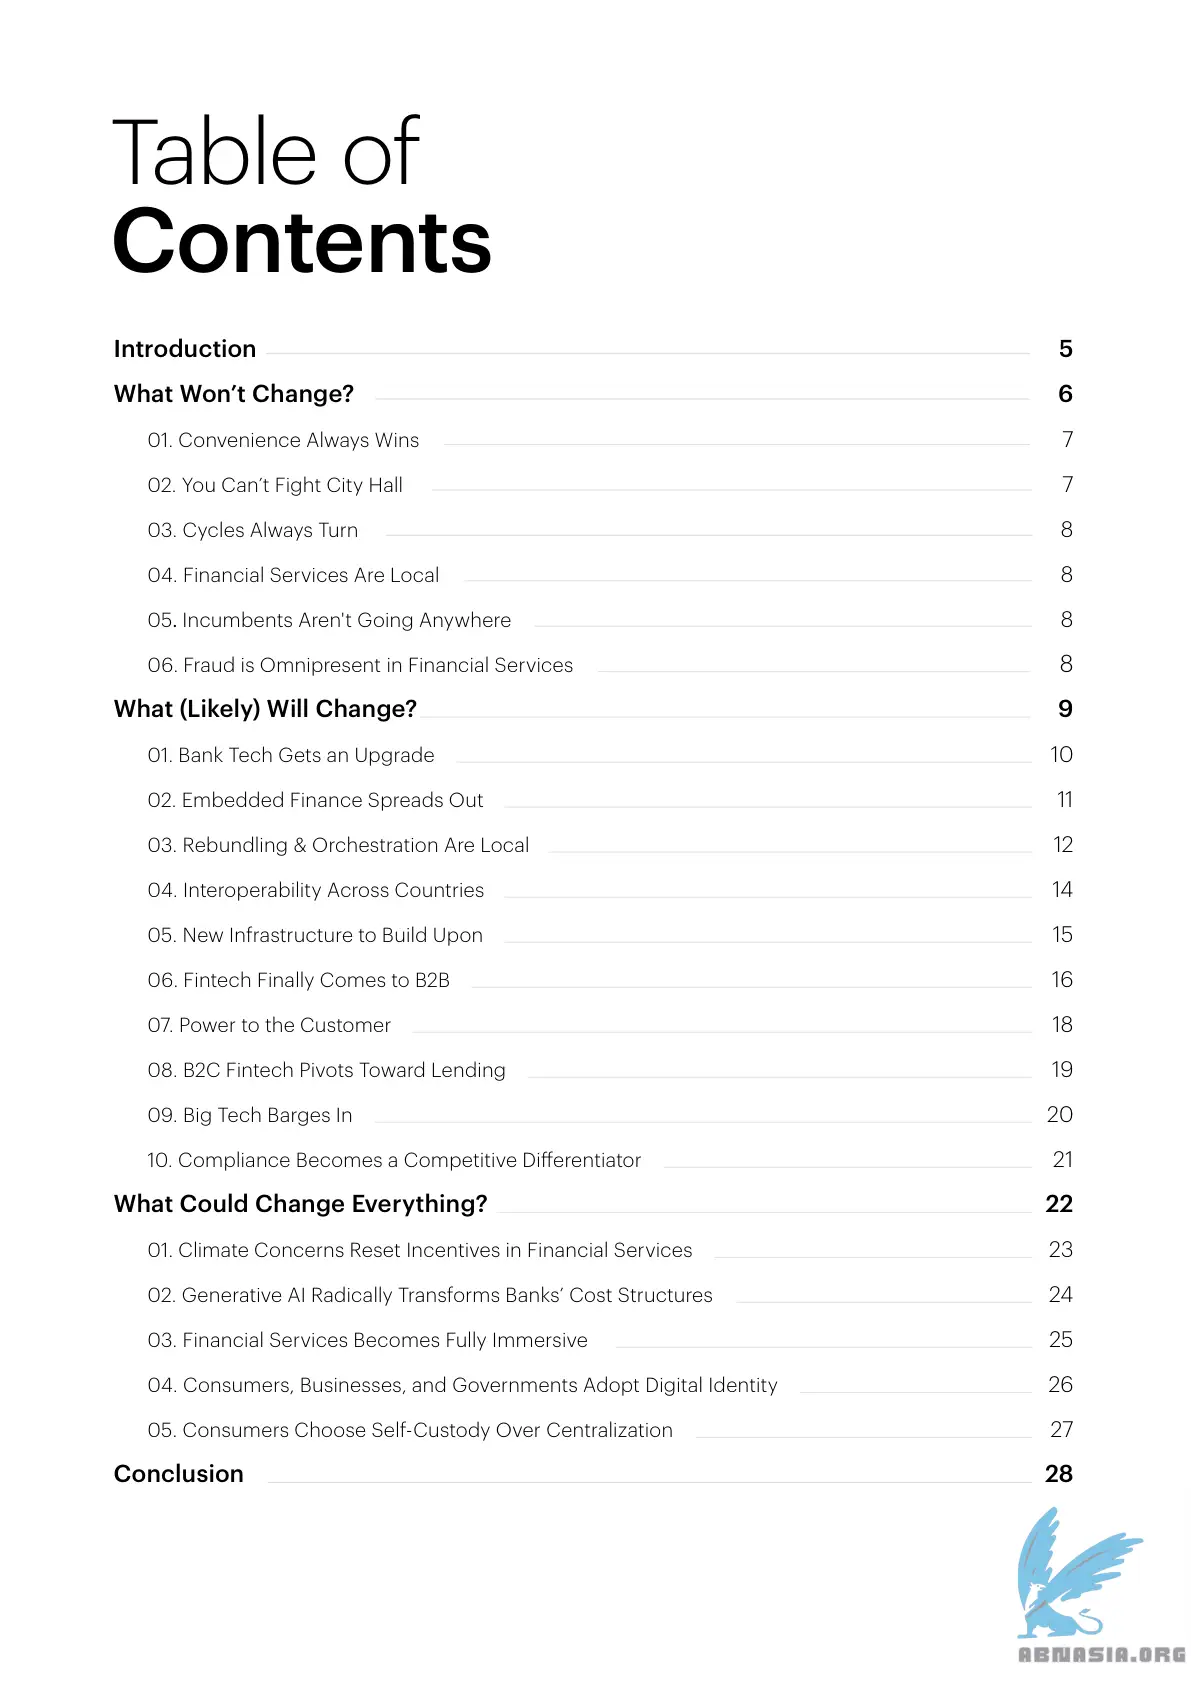 Table of
Contents
Introduction 5
What Won’t Change? 6
01. Convenience Always Wins 7
02. You Can’t Fight City Hall 7
03. Cycles Always Turn 8
04. Financial Services Are Local 8
05. Incumbents Aren't Going Anywhere 8
06. Fraud is Omnipresent in Financial Services 8
What (Likely) Will Change? 9
01. Bank Tech Gets an Upgrade 10
02. Embedded Finance Spreads Out 11
03. Rebundling & Orchestration Are Local 12
04. Interoperability Across Countries 14
05. New Infrastructure to Build Upon 15
06. Fintech Finally Comes to B2B 16
07. Power to the Customer 18
08. B2C Fintech Pivots Toward Lending 19
09. Big Tech Barges In 20
10. Compliance Becomes a Competitive Differentiator 21
What Could Change Everything? 22
01. Climate Concerns Reset Incentives in Financial Services 23
02. Generative AI Radically Transforms Banks’ Cost Structures 24
03. Financial Services Becomes Fully Immersive 25
04. Consumers, Businesses, and Governments Adopt Digital Identity 26
05. Consumers Choose Self-Custody Over Centralization 27
Conclusion 28
ABNASIA.ORG